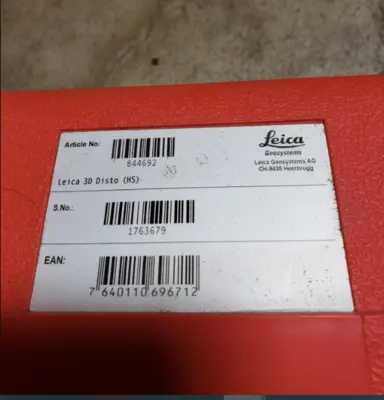 Article No:
844692
Leica
Geosystems
Leica Geosystems AG
CH-9435 Heerbrugg
Leica 3D Disto (HS)
S.No.:
1763679
EAN:
7 640110 696712